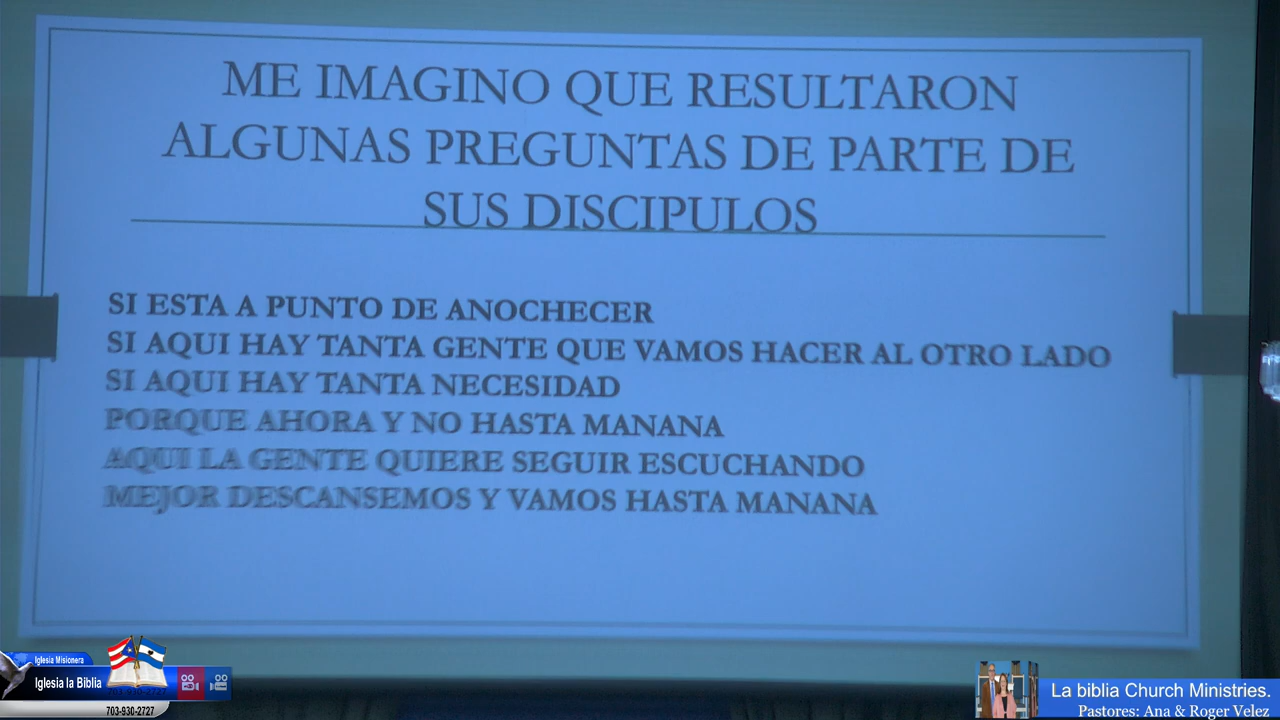 ME IMAGINO QUE RESULTARON
ALGUNAS PREGUNTAS DE PARTE DE
SUS DISCIPULOS
SI ESTA A PUNTO DE ANOCHECER
SI AQUI HAY TANTA GENTE QUE VAMOS HACER AL OTRO LADO
SI AQUI HAY TANTA NECESIDAD
PORQUE AHORA Y NO HASTA MANANA
AQUI LA GENTE QUIERE SEGUIR ESCUCHANDO
MEJOR DESCANSEMOS Y VAMOS HASTA MANANA
Iglesia Misionera
Iglesia la Biblia
703-930-2727
703-930-2727
La biblia Church Ministries.
Pastores: Ana & Roger Velez